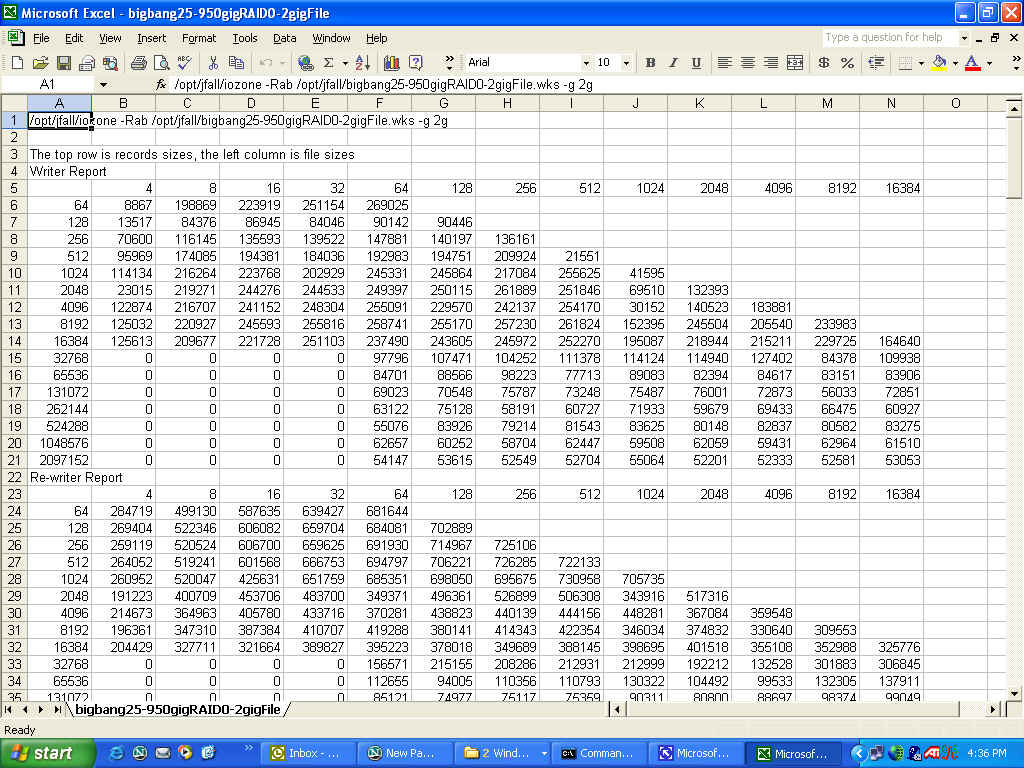 Microsoft Excel - bigbang25-950gigRAID0-2gigFile
File Edit View Insert Format Tools Data Window Help Type a question for help
Arial 10 B I U $ %
A1 fx /opt/jfall/iozone -Rab /opt/jfall/bigbang25-950gigRAID0-2gigFile.wks -g 2g
A B C D E F G H I J K L M N O
1 /opt/jfall/iozone -Rab /opt/jfall/bigbang25-950gigRAID0-2gigFile.wks -g 2g
2
3 The top row is records sizes, the left column is file sizes
4 Writer Report
5 4 8 16 32 64 128 256 512 1024 2048 4096 8192 16384
6 64 8867 198869 223919 251154 269025
7 128 13517 84376 86945 84046 90142 90446
8 256 70600 116145 135593 139522 147881 140197 136161
9 512 95969 174085 194381 184036 192983 194751 209924 21551
10 1024 114134 216264 223768 202929 245331 245864 217084 255625 41595
11 2048 23015 219271 244276 244533 249397 250115 261889 251846 69510 132393
12 4096 122874 216707 241152 248304 255091 229570 242137 254170 30152 140523 183881
13 8192 125032 220927 245593 255816 258741 255170 257230 261824 152395 245504 205540 233983
14 16384 125613 209677 221728 251103 237490 243605 245972 252270 195087 218944 215211 229725 164640
15 32768 0 0 0 0 97796 107471 104252 111378 114124 114940 127402 84378 109938
16 65536 0 0 0 0 84701 88566 98223 77713 89083 82394 84617 83151 83906
17 131072 0 0 0 0 69023 70548 75787 73248 75487 76001 72873 56033 72851
18 262144 0 0 0 0 63122 75128 58191 60727 71933 59679 69433 66475 60927
19 524288 0 0 0 0 55076 83926 79214 81543 83625 80148 82837 80582 83275
20 1048576 0 0 0 0 62657 60252 58704 62447 59508 62059 59431 62964 61510
21 2097152 0 0 0 0 54147 53615 52549 52704 55064 52201 52333 52581 53053
22 Re-writer Report
23 4 8 16 32 64 128 256 512 1024 2048 4096 8192 16384
24 64 284719 499130 587635 639427 681644
25 128 269404 522346 606082 659704 684081 702889
26 256 259119 520524 606700 659625 691930 714967 725106
27 512 264052 519241 601568 666753 694797 706221 726285 722133
28 1024 260952 520047 425631 651759 685351 698050 695675 730958 705735
29 2048 191223 400709 453706 483700 349371 496361 526899 506308 343916 517316
30 4096 214673 364963 405780 433716 370281 438823 440139 444156 448281 367084 359548
31 8192 196361 347310 387384 410707 419288 380141 414343 422354 346034 374832 330640 309553
32 16384 204429 327711 321664 389827 395223 378018 349689 388145 398695 401518 355108 352988 325776
33 32768 0 0 0 0 156571 215155 208286 212931 212999 192212 132528 301883 306845
34 65536 0 0 0 0 112655 94005 110356 110793 130322 104492 99533 132305 137911
35 131072 0 0 0 0 85121 74977 75117 75359 90311 80800 88697 98374 99049
bigbang25-950gigRAID0-2gigFile
Ready
start Inbox - ... New Pa... 2 Wind... Comman... Microsof... Microsof... 4:36 PM